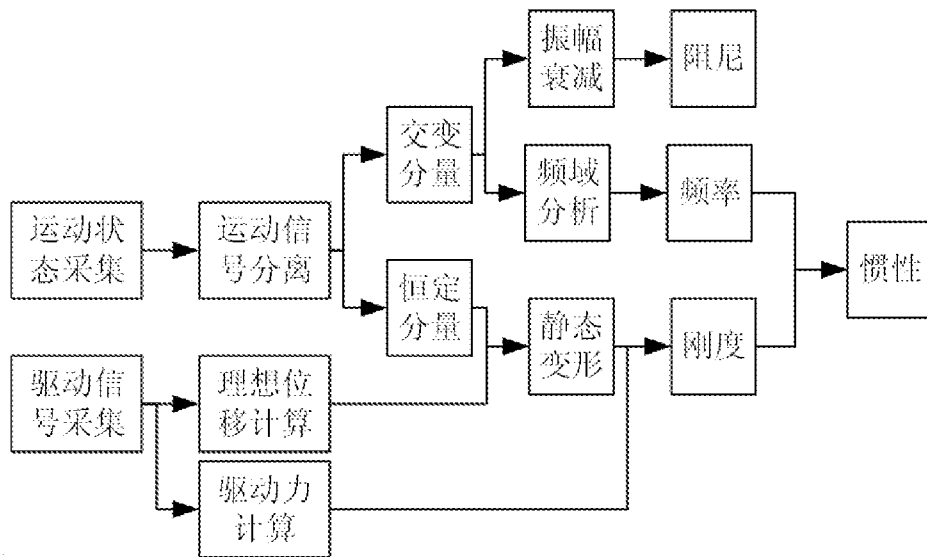 振幅
衰减
阻尼
交变
分量
频域
分析
频率
运动状
态采集
运动信
号分离
惯性
恒定
分量
静态
变形
刚度
驱动信
号采集
理想位
移计算
驱动力
计算